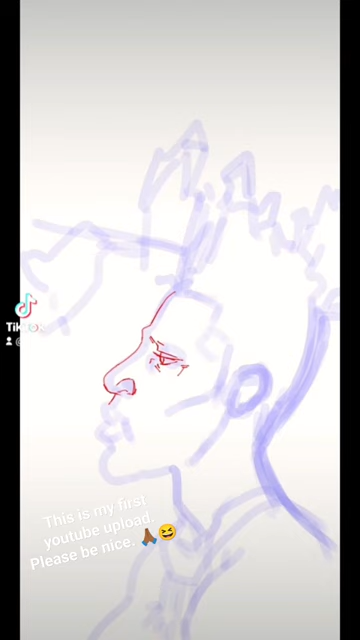 TikTok
@
This is my first
youtube upload.
Please be nice. 🙏🏾😆